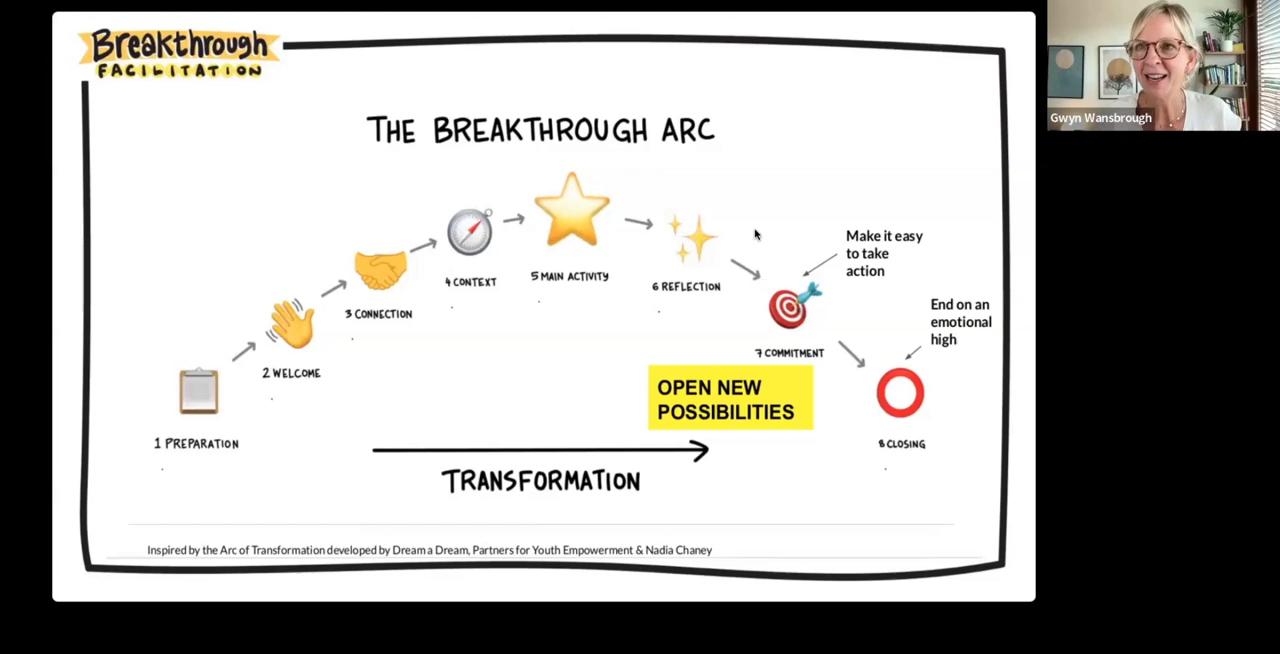 Breakthrough
FACILITATION
THE BREAKTHROUGH ARC
1 PREPARATION
2 WELCOME
3 CONNECTION
4 CONTEXT
5 MAIN ACTIVITY
6 REFLECTION
Make it easy
to take
action
7 COMMITMENT
End on an
emotional
high
8 CLOSING
OPEN NEW
POSSIBILITIES
TRANSFORMATION
Inspired by the Arc of Transformation developed by Dream a Dream, Partners for Youth Empowerment & Nadia Chaney
Gwyn Wansbrough